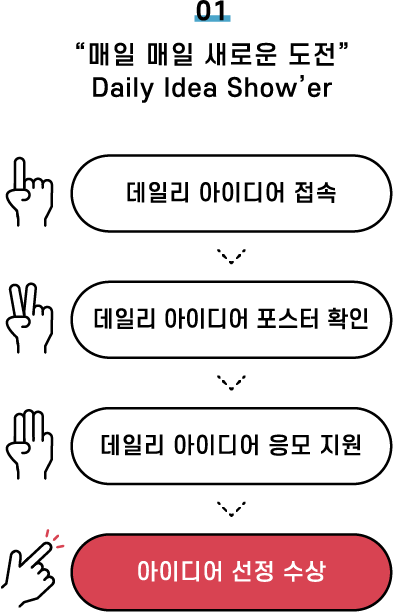 01
“매일 매일 새로운 도전”
Daily Idea Show’er
데일리 아이디어 접속
데일리 아이디어 포스터 확인
데일리 아이디어 응모 지원
아이디어 선정 수상